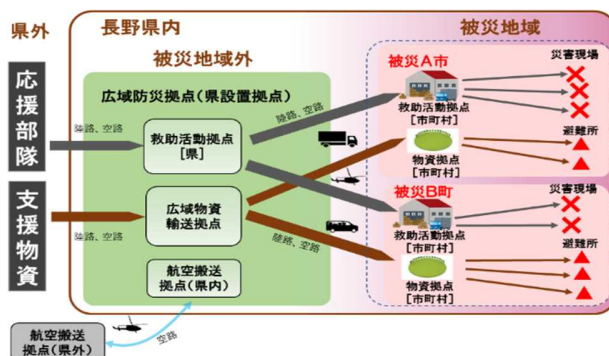 県外
長野県内
被災地域外
被災地域
応援部隊
支援物資
広域防災拠点(県設置拠点)
陸路、空路
救助活動拠点
[県]
陸路、空路
陸路、空路
広域物資
輸送拠点
陸路、空路
航空搬送
拠点(県内)
航空搬送
拠点(県外)
空路
被災A市
災害現場
救助活動拠点
[市町村]
避難所
物資拠点
[市町村]
被災B町
災害現場
救助活動拠点
[市町村]
避難所
物資拠点
[市町村]